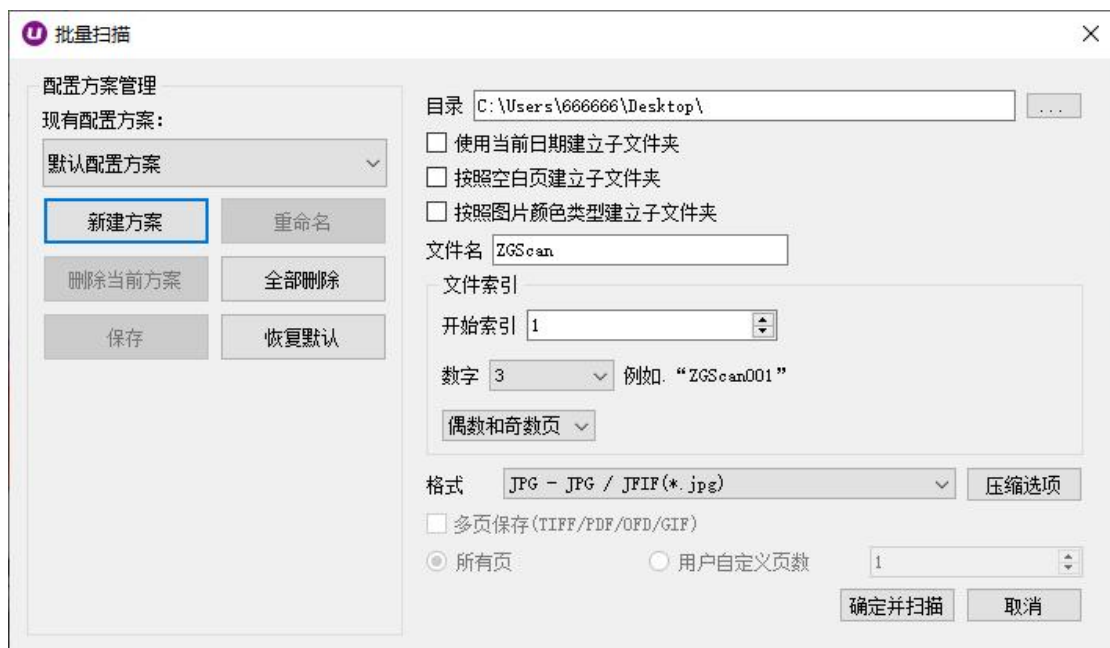 批量扫描
配置方案管理
现有配置方案:
默认配置方案
新建方案 重命名
删除当前方案 全部删除
保存 恢复默认
目录 C:\Users\666666\Desktop\ ...
使用当前日期建立子文件夹
按照空白页建立子文件夹
按照图片颜色类型建立子文件夹
文件名 ZGScan
文件索引
开始索引 1
数字 3 例如. “ZGScan001”
偶数和奇数页
格式 JPG - JPG / JFIF(*.jpg) 压缩选项
多页保存(TIFF/PDF/OFD/GIF)
所有页 用户自定义页数 1
确定并扫描 取消